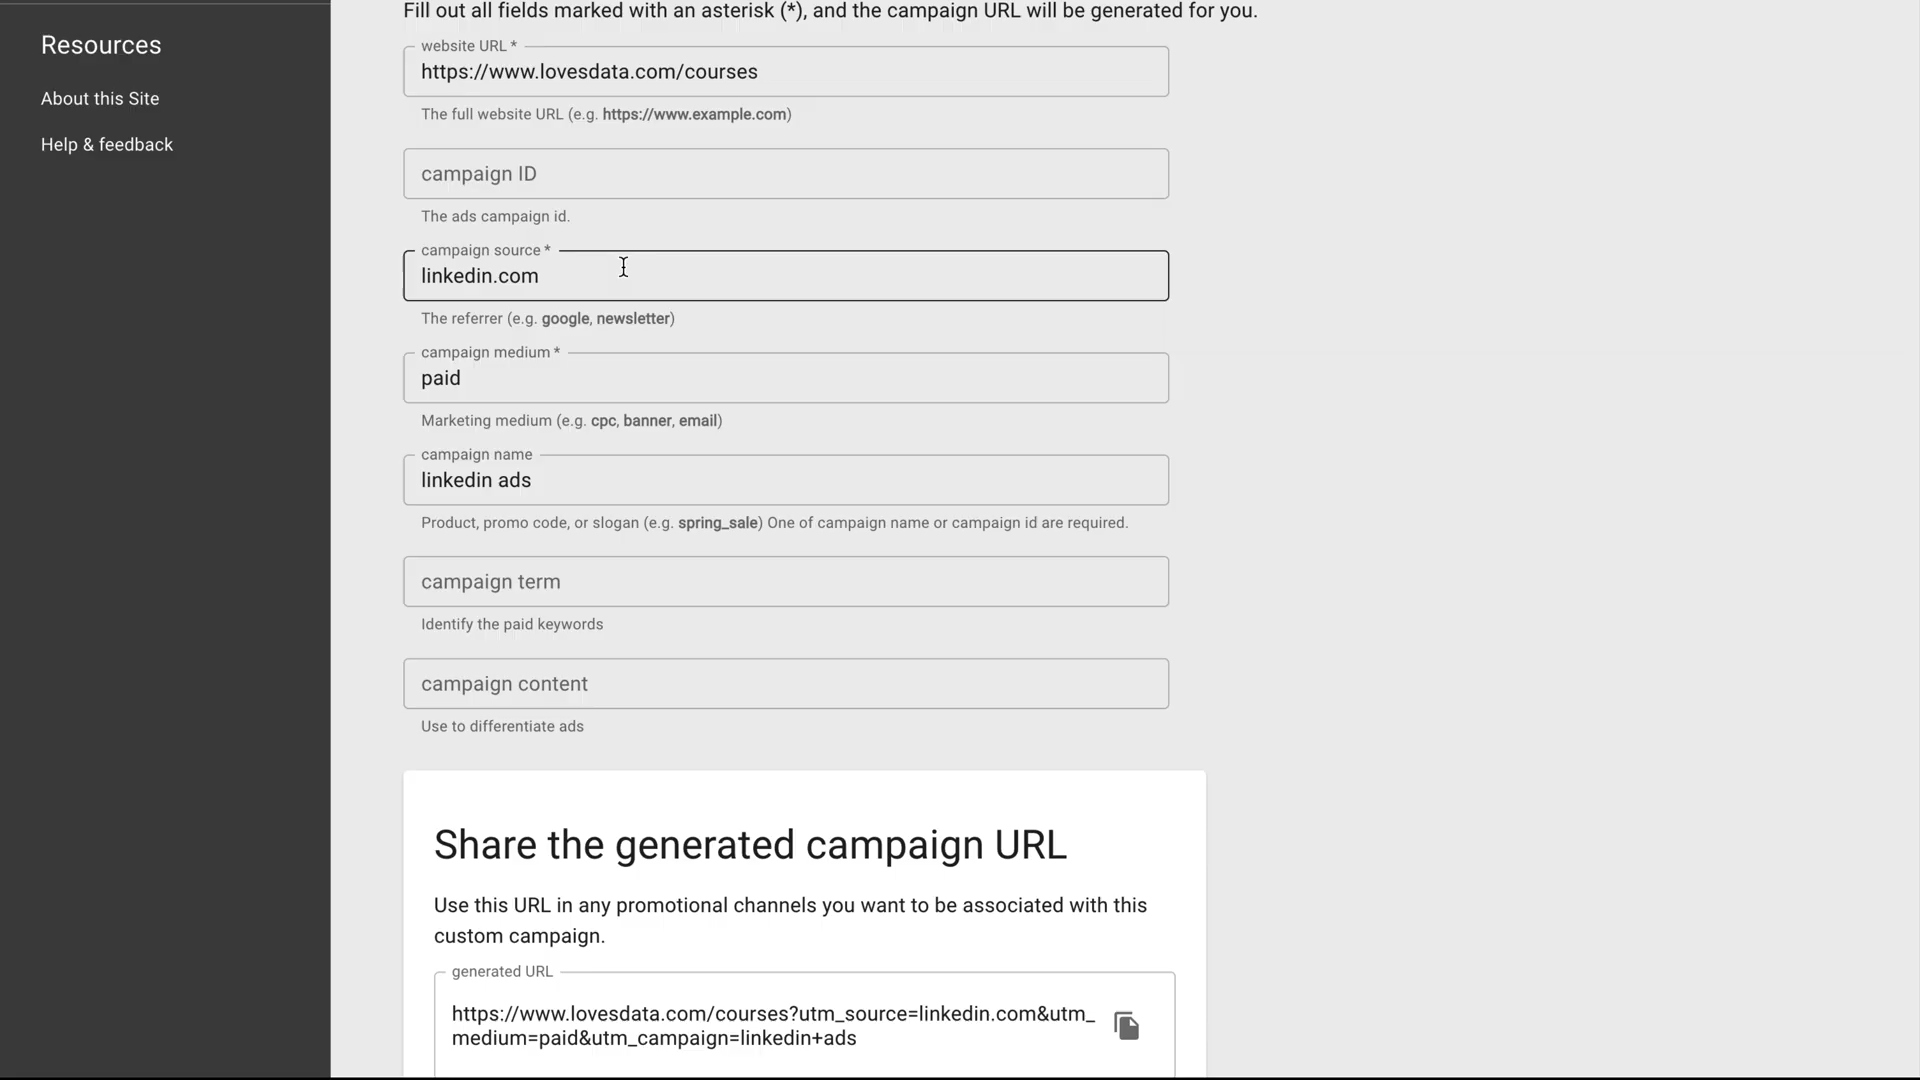 Resources
About this Site
Help & feedback
Fill out all fields marked with an asterisk (*), and the campaign URL will be generated for you.
website URL *
https://www.lovesdata.com/courses
The full website URL (e.g. https://www.example.com)
campaign ID
The ads campaign id.
campaign source *
linkedin.com
The referrer (e.g. google, newsletter)
campaign medium *
paid
Marketing medium (e.g. cpc, banner, email)
campaign name
linkedin ads
Product, promo code, or slogan (e.g. spring_sale) One of campaign name or campaign id are required.
campaign term
Identify the paid keywords
campaign content
Use to differentiate ads
Share the generated campaign URL
Use this URL in any promotional channels you want to be associated with this
custom campaign.
generated URL
https://www.lovesdata.com/courses?utm_source=linkedin.com&utm_
medium=paid&utm_campaign=linkedin+ads